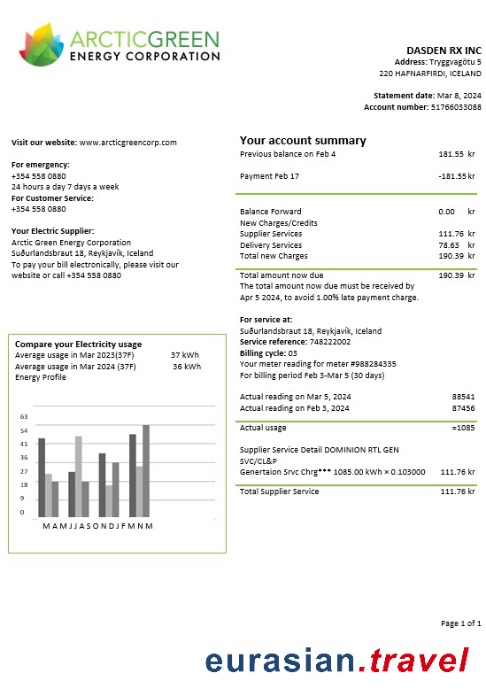 ARCTICGREEN
ENERGY CORPORATION
DASDEN RX INC
Address: Tryggvagötu 5
220 HAFNARFIRDI, ICELAND
Statement date: Mar 8, 2024
Account number: 51766033088
Visit our website: www.arcticgreencorp.com
For emergency:
+354 558 0880
24 hours a day 7 days a week
For Customer Service:
+354 558 0880
Your Electric Supplier:
Arctic Green Energy Corporation
Suðurlandsbraut 18, Reykjavík, Iceland
To pay your bill electronically, please visit our
website or call +354 558 0880
Compare your Electricity usage
Average usage in Mar 2023(37F) 37 kWh
Average usage in Mar 2024 (37F) 36 kWh
Energy Profile
63
54
45
36
27
18
9
0
M A M J J A S O N D J F M N M
Your account summary
Previous balance on Feb 4 181.55 kr
Payment Feb 17 -181.55kr
Balance Forward 0.00 kr
New Charges/Credits
Supplier Services 111.76 kr
Delivery Services 78.63 kr
Total new Charges 190.39 kr
Total amount now due 190.39 kr
The total amount now due must be received by
Apr 5 2024, to avoid 1.00% late payment charge.
For service at:
Suðurlandsbraut 18, Reykjavík, Iceland
Service reference: 748222002
Billing cycle: 03
Your meter reading for meter #988284335
For billing period Feb 3-Mar 5 (30 days)
Actual reading on Mar 5, 2024 88541
Actual reading on Feb 3, 2024 87456
Actual usage =1085
Supplier Service Detail DOMINION RTL GEN
SVC/CL&P
Genertaion Srvc Chrg*** 1085.00 kWh × 0.103000 111.76 kr
Total Supplier Service 111.76 kr
Page 1 of 1
eurasian.travel